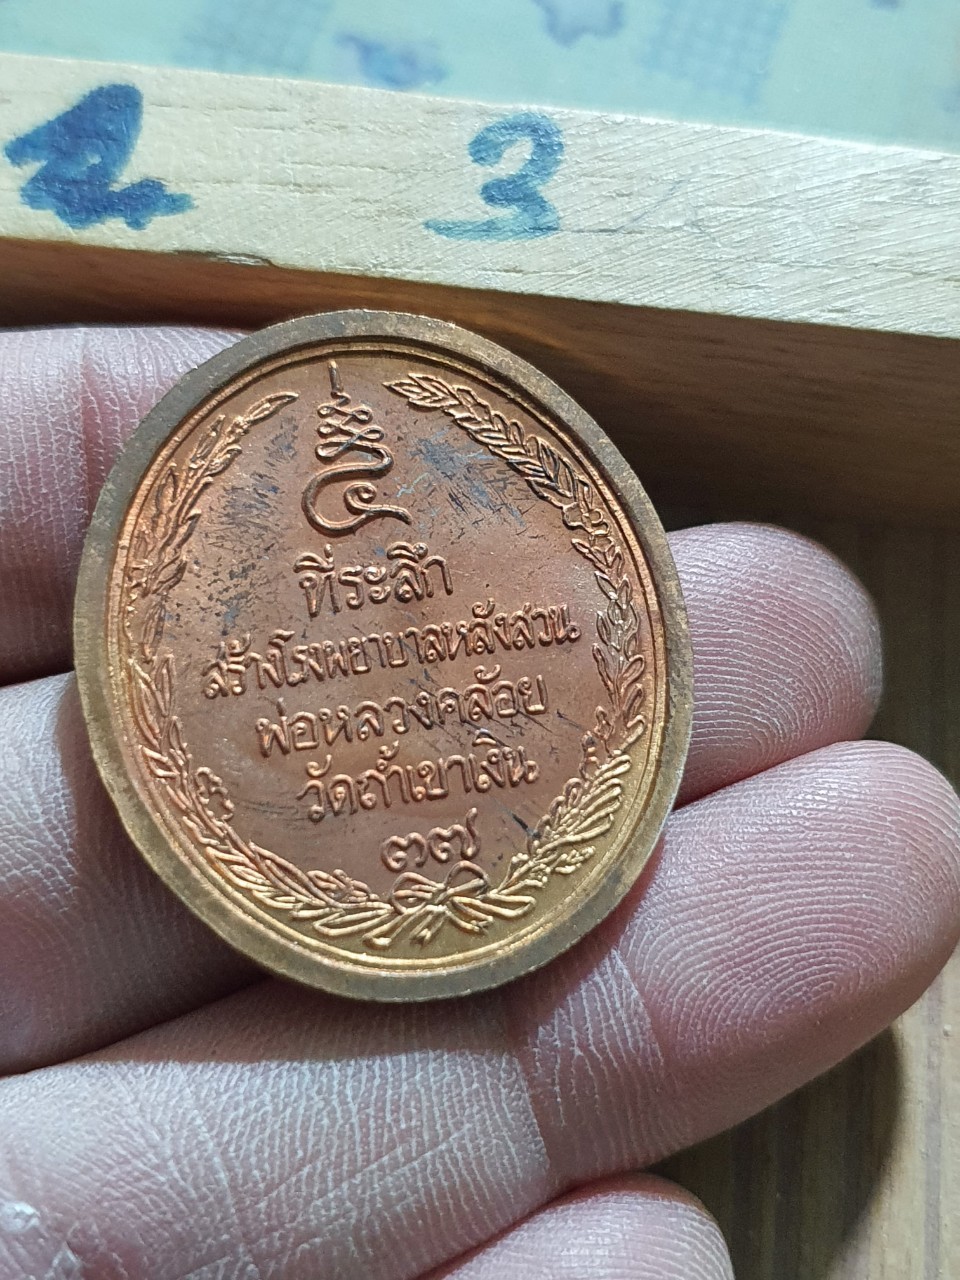 2 3
ที่ระลึก
สร้างโรงพยาบาลหลังสวน
พ่อหลวงคล้อย
วัดถ้ำเขาเงิน
๓๗